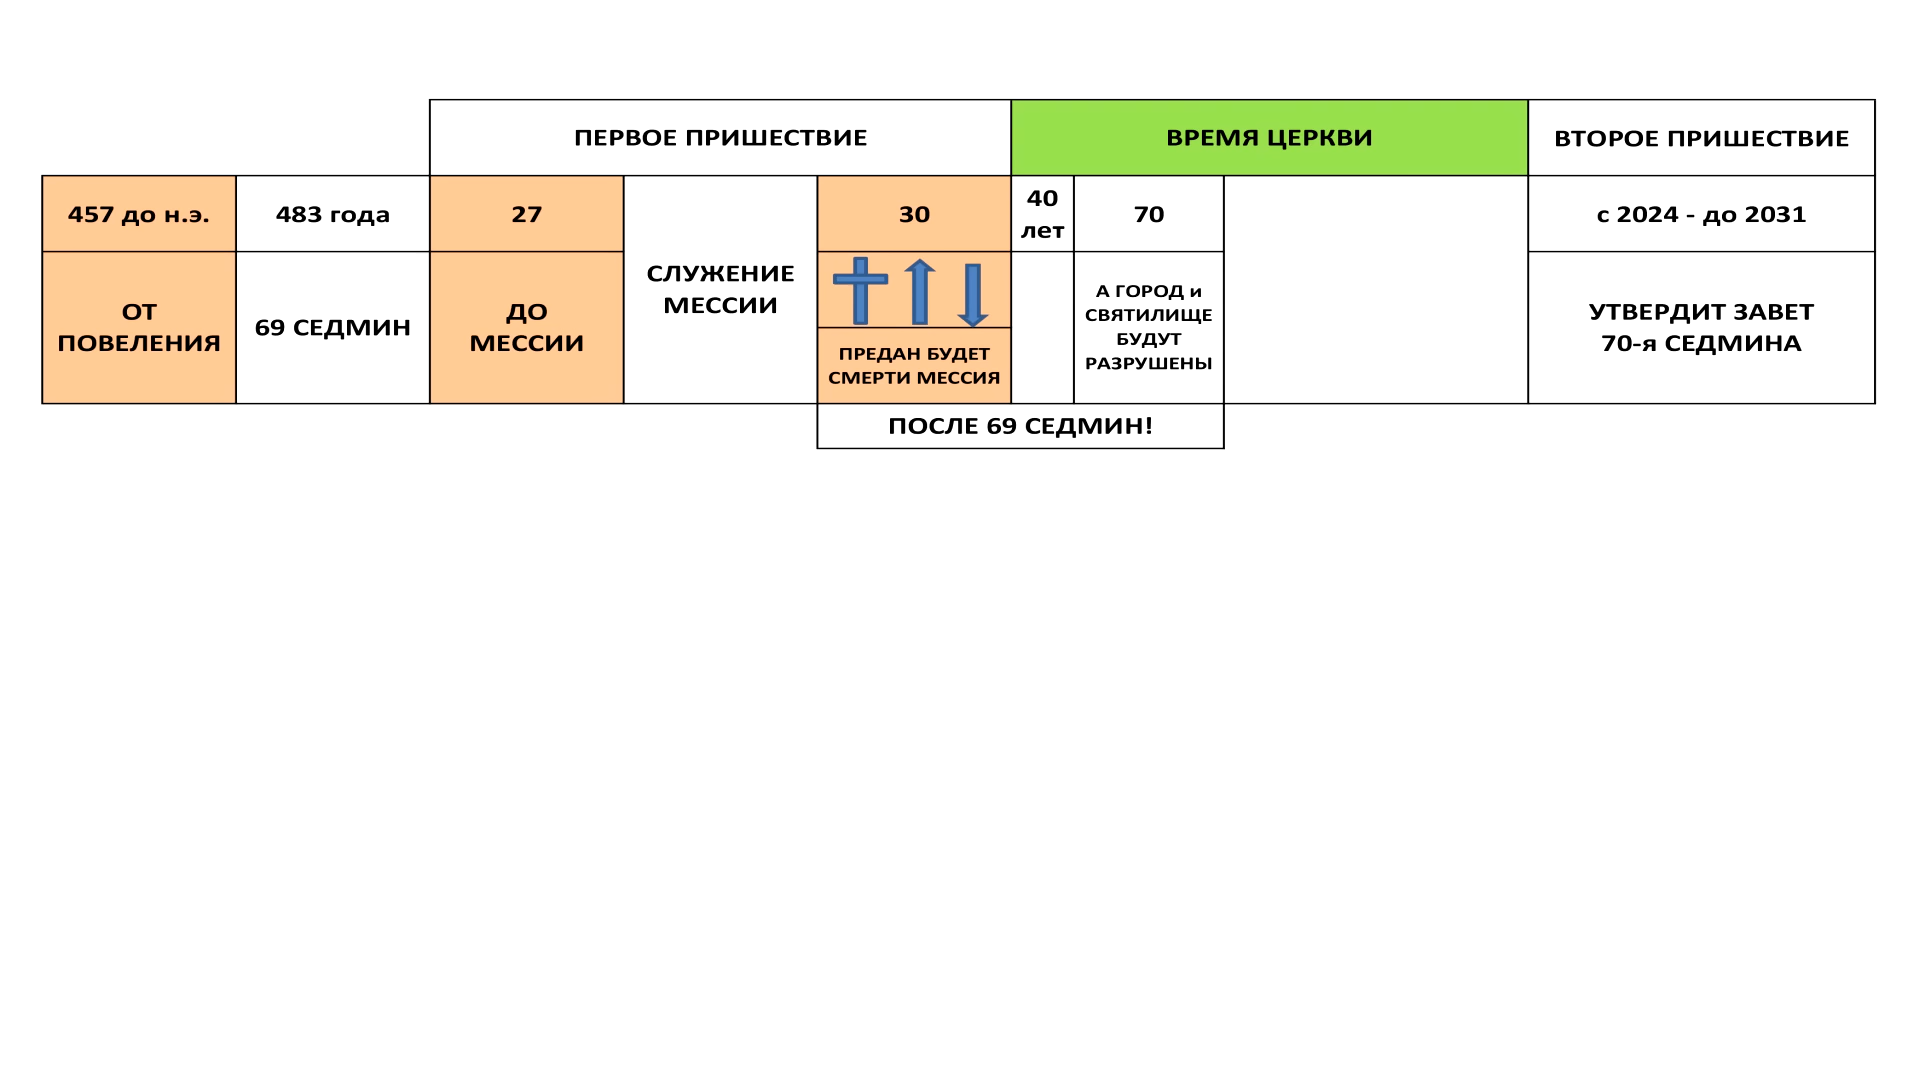 ПЕРВОЕ ПРИШЕСТВИЕ
ВРЕМЯ ЦЕРКВИ
ВТОРОЕ ПРИШЕСТВИЕ
457 до н.э.
483 года
27
30
40
лет
70
с 2024 - до 2031
ОТ
ПОВЕЛЕНИЯ
69 СЕДМИН
ДО
МЕССИИ
СЛУЖЕНИЕ
МЕССИИ
ПРЕДАН БУДЕТ
СМЕРТИ МЕССИЯ
А ГОРОД и
СВЯТИЛИЩЕ
БУДУТ
РАЗРУШЕНЫ
УТВЕРДИТ ЗАВЕТ
70-я СЕДМИНА
ПОСЛЕ 69 СЕДМИН!